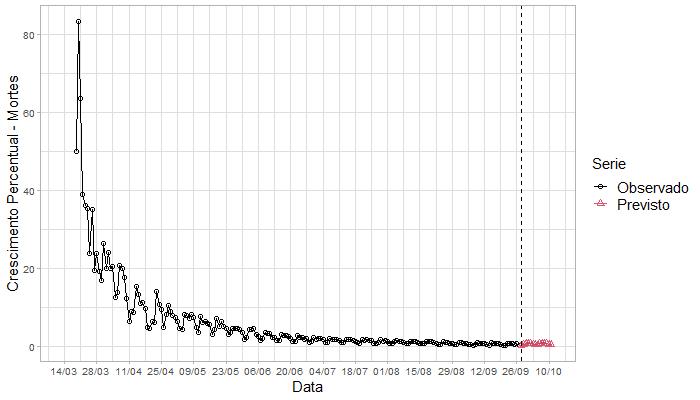 Crescimento Percentual - Mortes
80
60
40
20
0
14/03 28/03 11/04 25/04 09/05 23/05 06/06 20/06 04/07 18/07 01/08 15/08 29/08 12/09 26/09 10/10
Data
Serie
Observado
Previsto